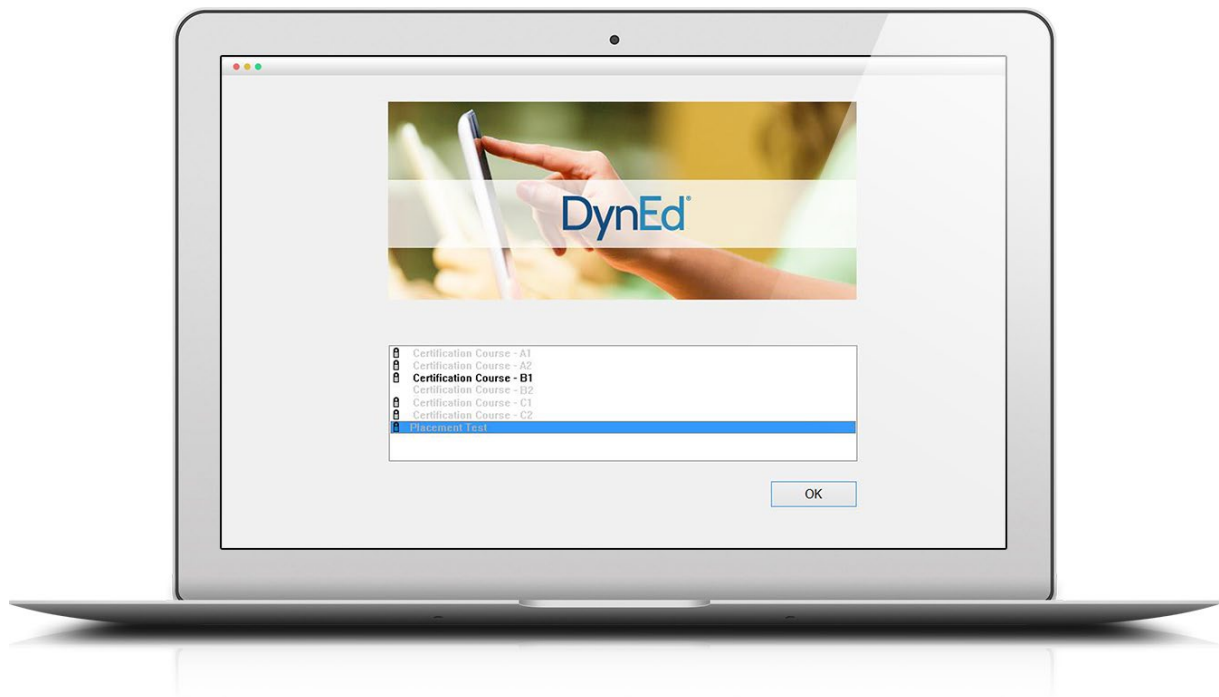 DynEd®
Certification Course - A1
Certification Course - A2
Certification Course - B1
Certification Course - B2
Certification Course - C1
Certification Course - C2
Placement Test
OK